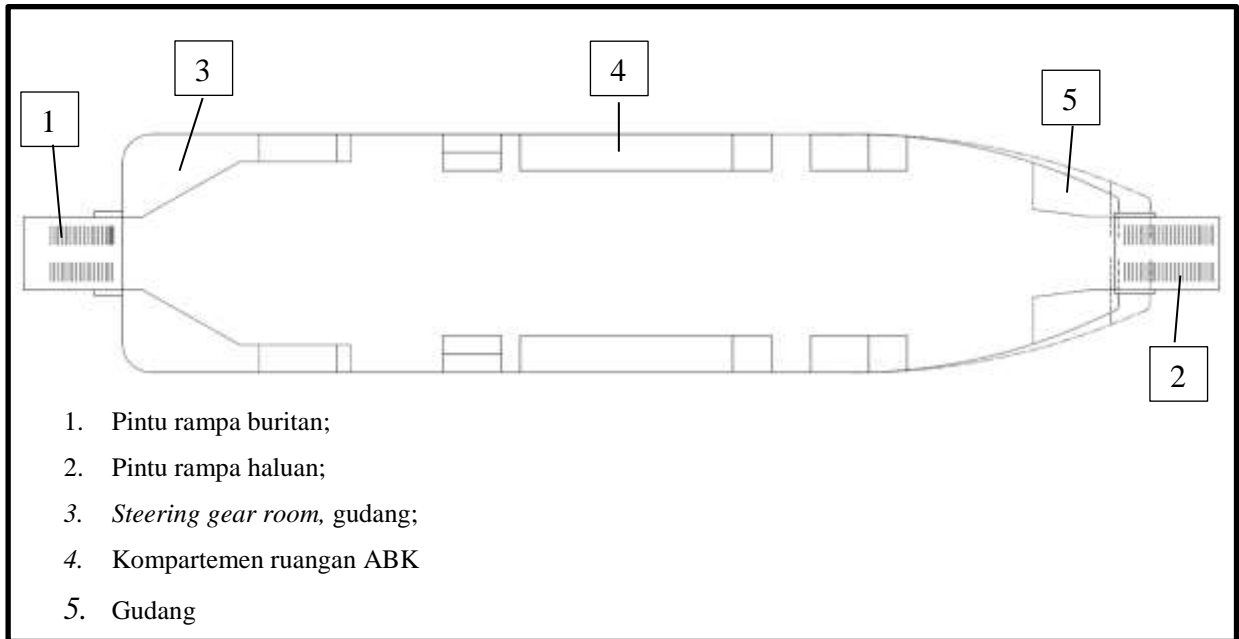 3
4
5
1
2
1. Pintu rampa buritan;
2. Pintu rampa haluan;
3. Steering gear room, gudang;
4. Kompartemen ruangan ABK
5. Gudang